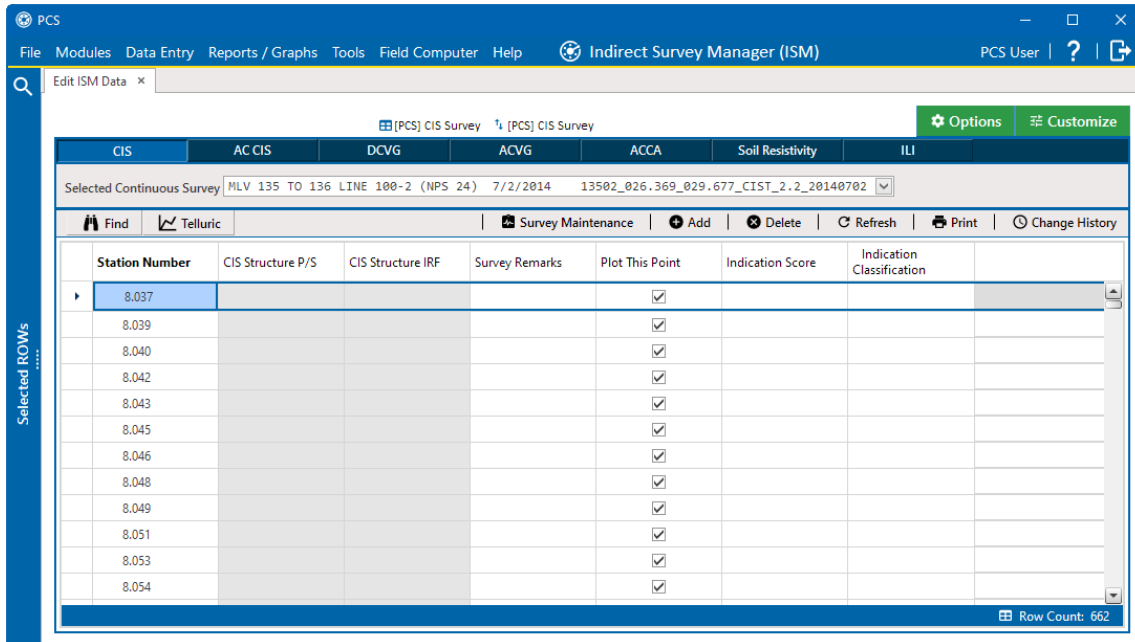 PCS
File Modules Data Entry Reports / Graphs Tools Field Computer Help Indirect Survey Manager (ISM) PCS User | ? |
Edit ISM Data ×
[PCS] CIS Survey [PCS] CIS Survey
Options Customize
CIS AC CIS DCVG ACVG ACCA Soil Resistivity ILI
Selected Continuous Survey MLV 135 TO 136 LINE 100-2 (NPS 24) 7/2/2014 13502_026.369_029.677_CIST_2.2_20140702
Find Telluric | Survey Maintenance | Add | Delete | Refresh | Print | Change History
Station Number CIS Structure P/S CIS Structure IRF Survey Remarks Plot This Point Indication Score Indication Classification
8.037
8.039
8.040
8.042
8.043
8.045
8.046
8.048
8.049
8.051
8.053
8.054
Selected ROWs
Row Count: 662